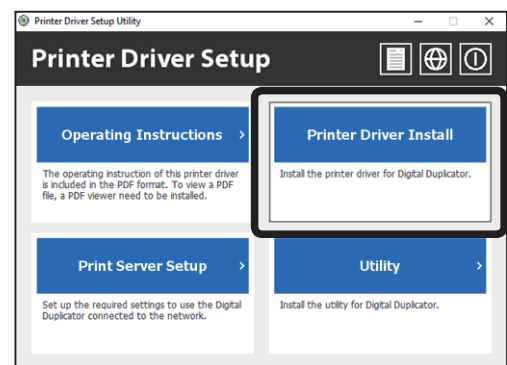 Printer Driver Setup Utility
Printer Driver Setup
Operating Instructions
The operating instruction of this printer driver
is included in the PDF format. To view a PDF
file, a PDF viewer need to be installed.
Printer Driver Install
Install the printer driver for Digital Duplicator.
Print Server Setup
Set up the required settings to use the Digital
Duplicator connected to the network.
Utility
Install the utility for Digital Duplicator.